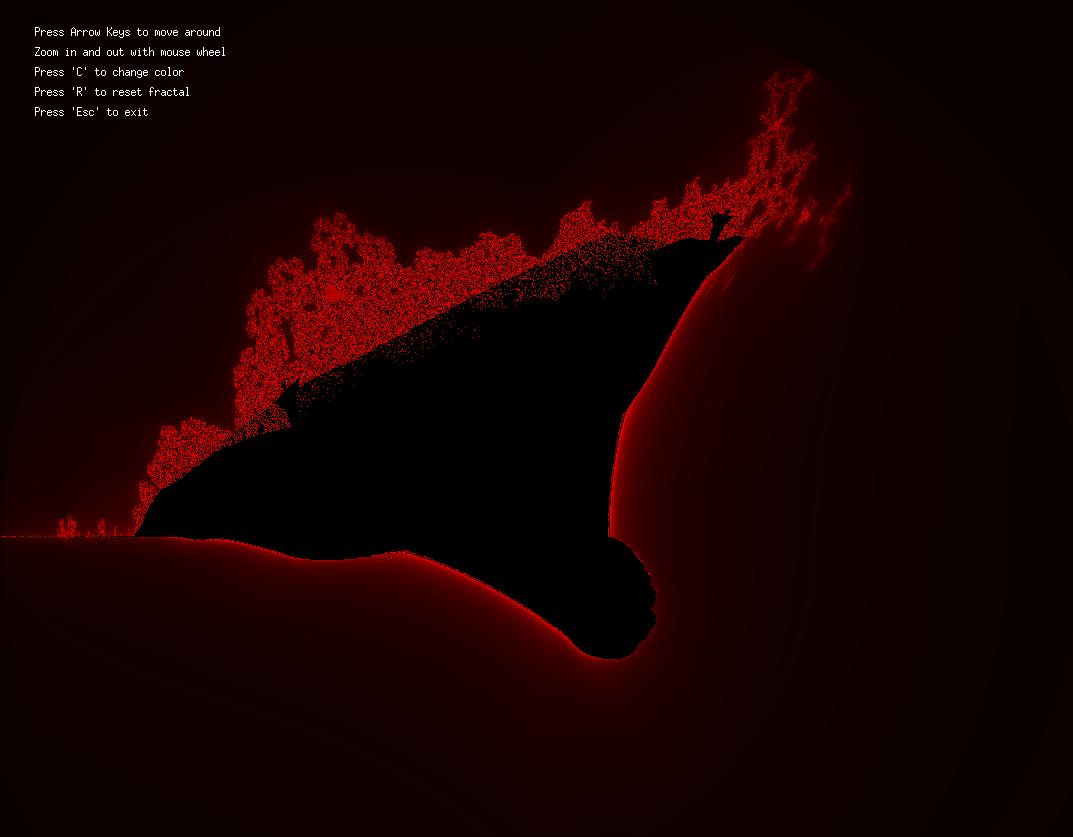 Press Arrow Keys to move around
Zoom in and out with mouse wheel
Press 'C' to change color
Press 'R' to reset fractal
Press 'Esc' to exit